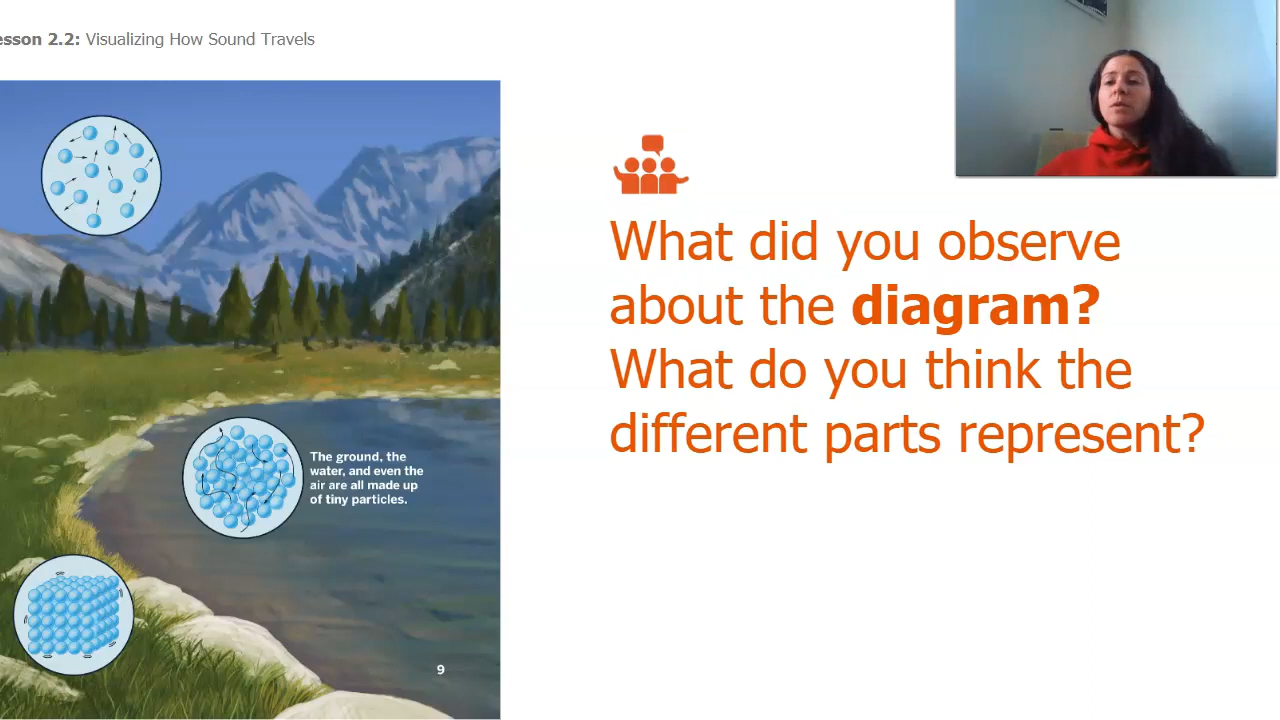 esson 2.2: Visualizing How Sound Travels
What did you observe
about the diagram?
What do you think the
different parts represent?
The ground, the
water, and even the
air are all made up
of tiny particles.
9